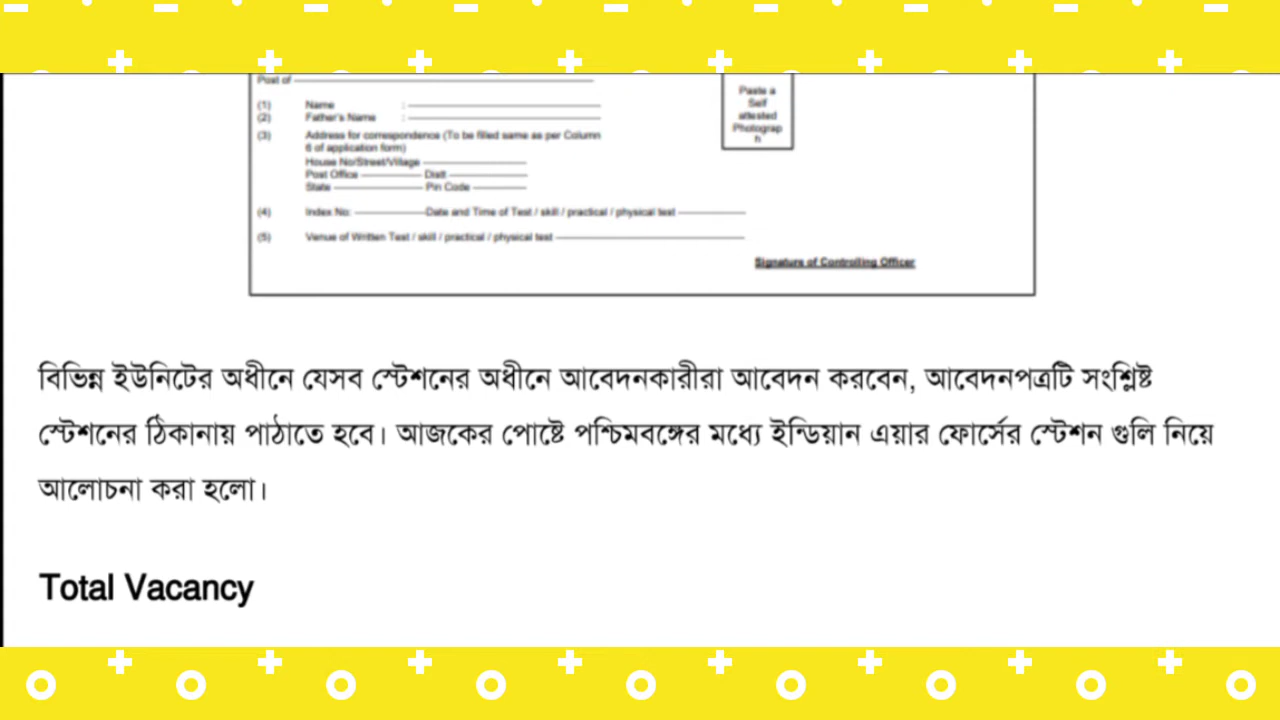 Post of
(1) Name :
(2) Father's Name :
(3) Address for correspondence (To be filled same as per Column
6 of application form)
House No/Street/Village
Post Office Distt
State Pin Code
(4) Index No: Date and Time of Test / skill / practical / physical test
(5) Venue of Written Test / skill / practical / physical test
Paste a
Self
attested
Photograp
h
Signature of Controlling Officer
বিভিন্ন ইউনিটের অধীনে যেসব স্টেশনের অধীনে আবেদনকারীরা আবেদন করবেন, আবেদনপত্রটি সংশ্লিষ্ট
স্টেশনের ঠিকানায় পাঠাতে হবে। আজকের পোষ্টে পশ্চিমবঙ্গের মধ্যে ইন্ডিয়ান এয়ার ফোর্সের স্টেশন গুলি নিয়ে
আলোচনা করা হলো।
Total Vacancy